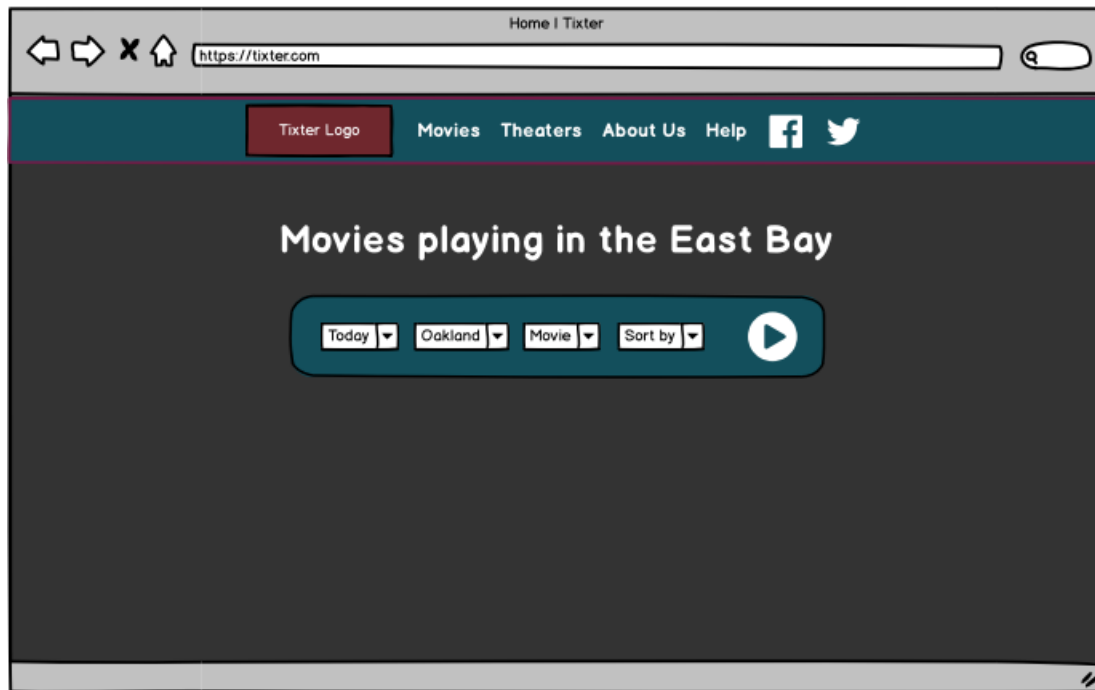 Home | Tixter
https://tixter.com
Tixter Logo Movies Theaters About Us Help
Movies playing in the East Bay
Today Oakland Movie Sort by